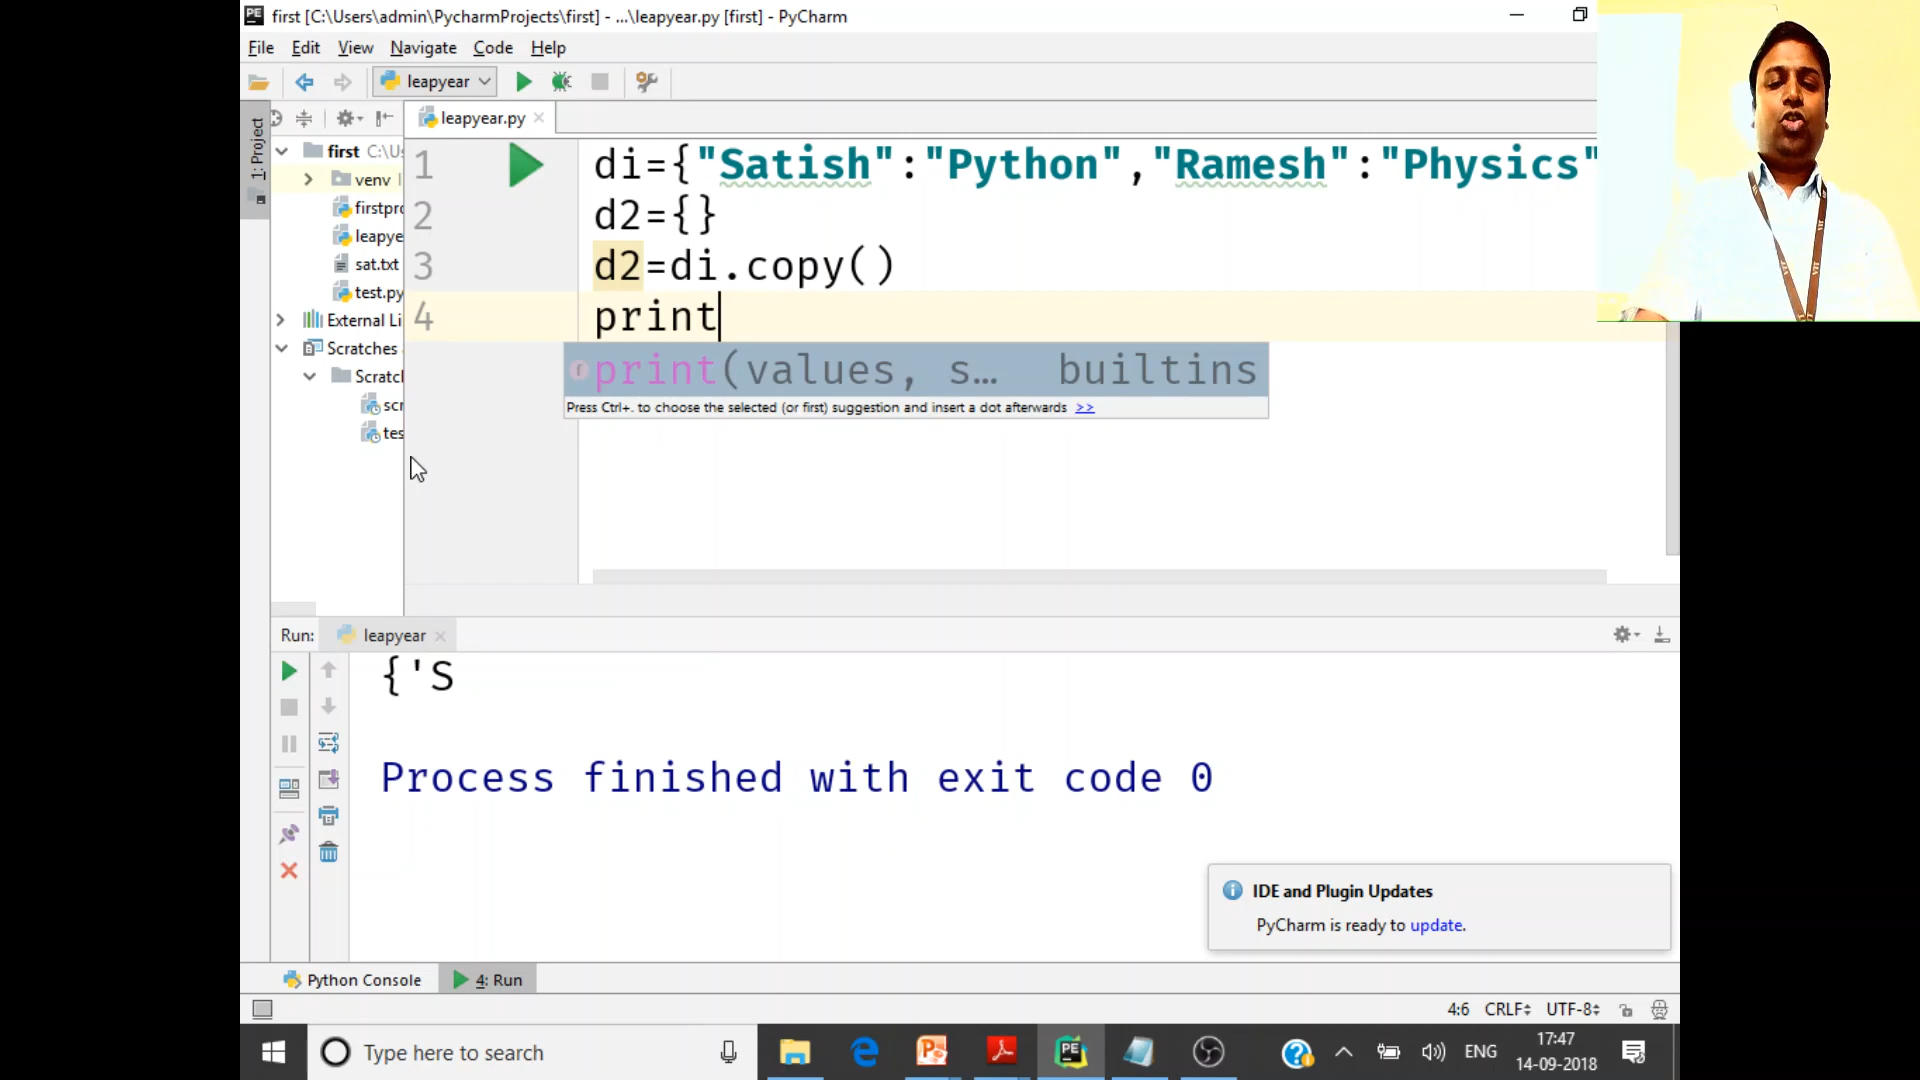 first [C:\Users\admin\PycharmProjects\first] - ...\leapyear.py [first] - PyCharm
File Edit View Navigate Code Help
leapyear
1: Project
leapyear.py
first C:\Us
venv
firstpro
leapye
sat.txt
test.py
External Li
Scratches
Scratcl
scr
tes
1 di={"Satish":"Python","Ramesh":"Physics"
2 d2={}
3 d2=di.copy()
4 print
print(values, s… builtins
Press Ctrl+. to choose the selected (or first) suggestion and insert a dot afterwards >>
Run: leapyear
{'S
Process finished with exit code 0
IDE and Plugin Updates
PyCharm is ready to update.
Python Console 4: Run
4:6 CRLF UTF-8
Type here to search
ENG
17:47
14-09-2018